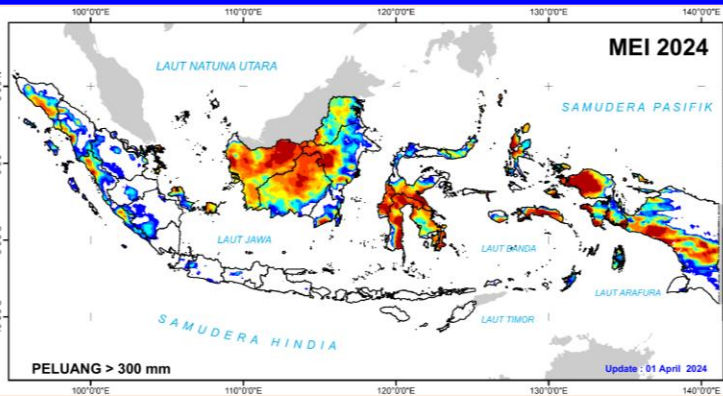 100°0'0"E 110°0'0"E 120°0'0"E 130°0'0"E 140°0'0"E
MEI 2024
LAUT NATUNA UTARA
SAMUDERA PASIFIK
LAUT JAWA
LAUT BANDA
LAUT ARAFURA
LAUT TIMOR
SAMUDERA HINDIA
PELUANG > 300 mm
Update : 01 April 2024
100°0'0"E 110°0'0"E 120°0'0"E 130°0'0"E 140°0'0"E